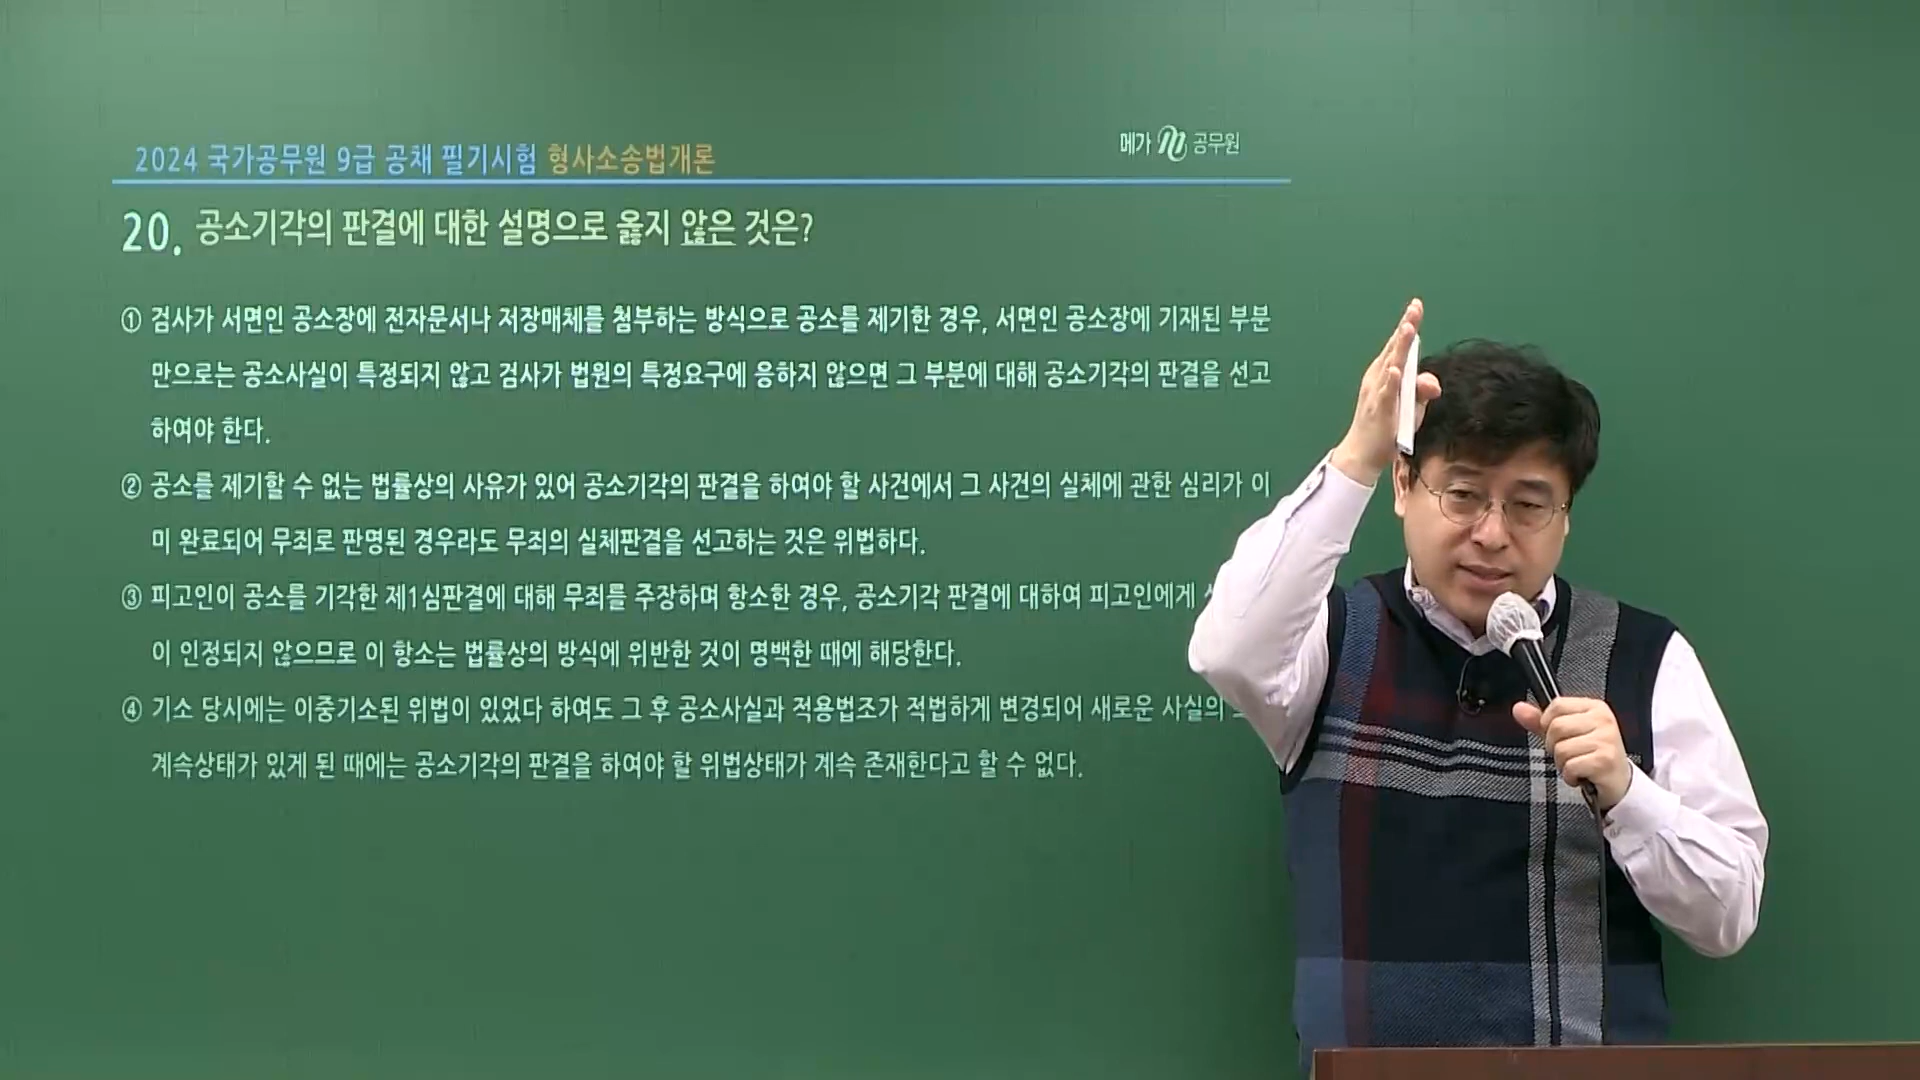 2024 국가공무원 9급 공채 필기시험 형사소송법개론
메가 공무원
20. 공소기각의 판결에 대한 설명으로 옳지 않은 것은?
① 검사가 서면인 공소장에 전자문서나 저장매체를 첨부하는 방식으로 공소를 제기한 경우, 서면인 공소장에 기재된 부분
만으로는 공소사실이 특정되지 않고 검사가 법원의 특정요구에 응하지 않으면 그 부분에 대해 공소기각의 판결을 선고
하여야 한다.
② 공소를 제기할 수 없는 법률상의 사유가 있어 공소기각의 판결을 하여야 할 사건에서 그 사건의 실체에 관한 심리가 이
미 완료되어 무죄로 판명된 경우라도 무죄의 실체판결을 선고하는 것은 위법하다.
③ 피고인이 공소를 기각한 제1심판결에 대해 무죄를 주장하며 항소한 경우, 공소기각 판결에 대하여 피고인에게
이 인정되지 않으므로 이 항소는 법률상의 방식에 위반한 것이 명백한 때에 해당한다.
④ 기소 당시에는 이중기소된 위법이 있었다 하여도 그 후 공소사실과 적용법조가 적법하게 변경되어 새로운 사실의
계속상태가 있게 된 때에는 공소기각의 판결을 하여야 할 위법상태가 계속 존재한다고 할 수 없다.